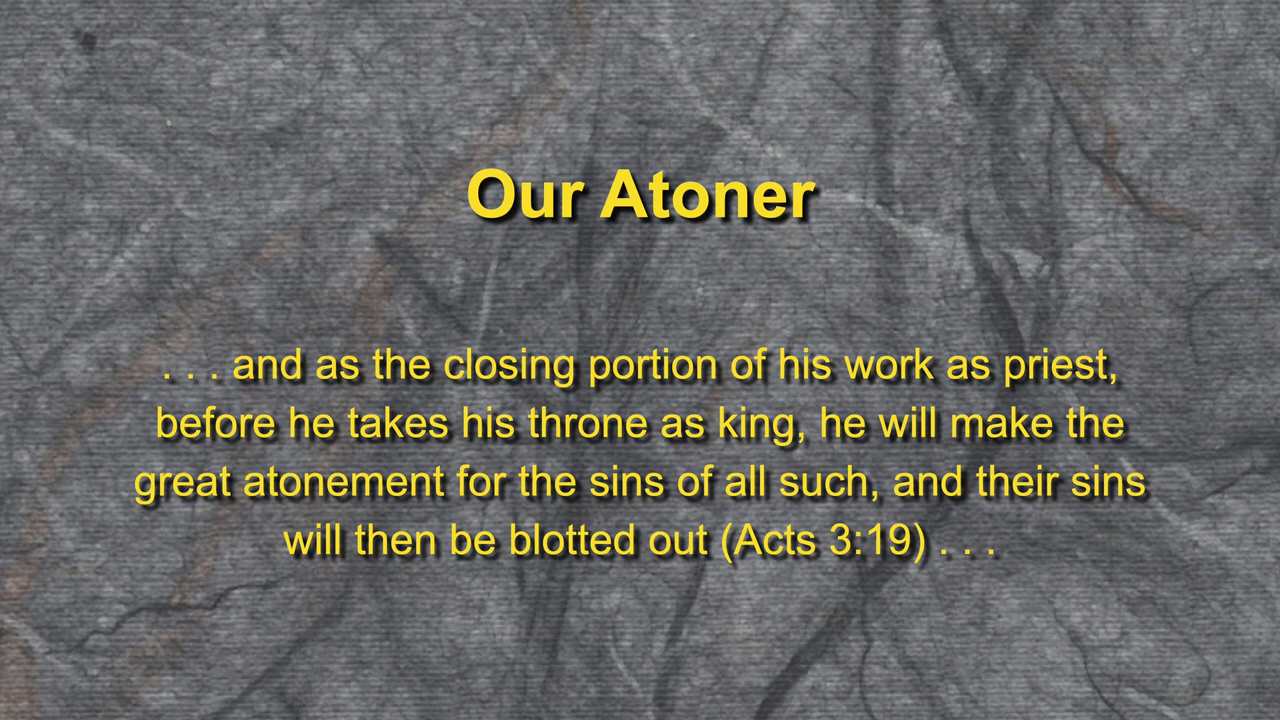 Our Atoner
. . . and as the closing portion of his work as priest,
before he takes his throne as king, he will make the
great atonement for the sins of all such, and their sins
will then be blotted out (Acts 3:19) . . .